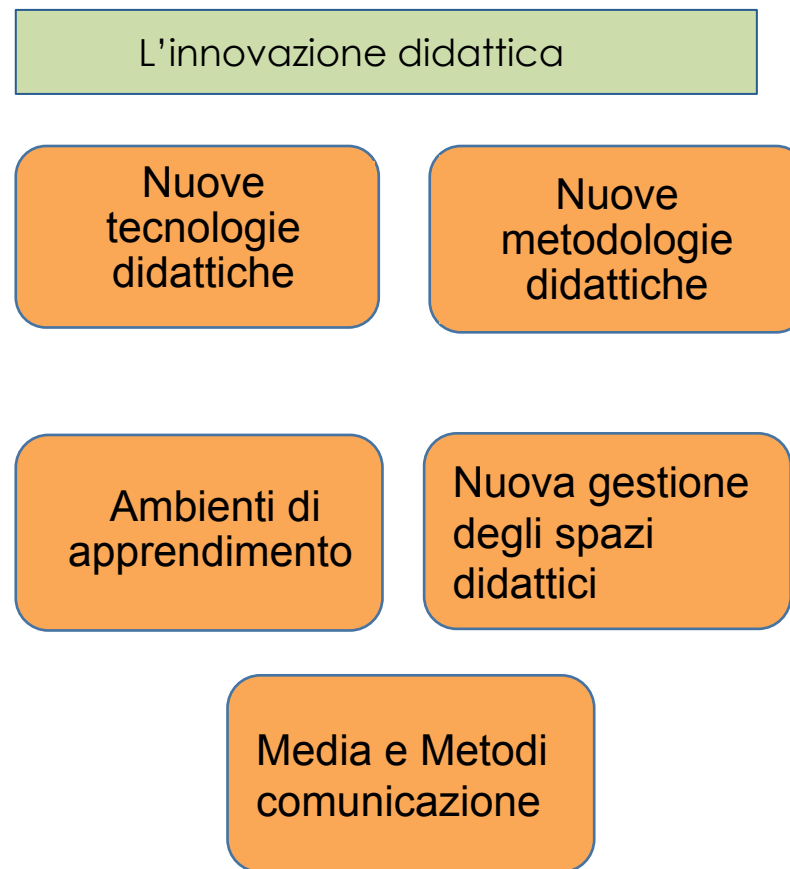 L’innovazione didattica
Nuove
tecnologie
didattiche
Nuove
metodologie
didattiche
Ambienti di
apprendimento
Nuova gestione
degli spazi
didattici
Media e Metodi
comunicazione